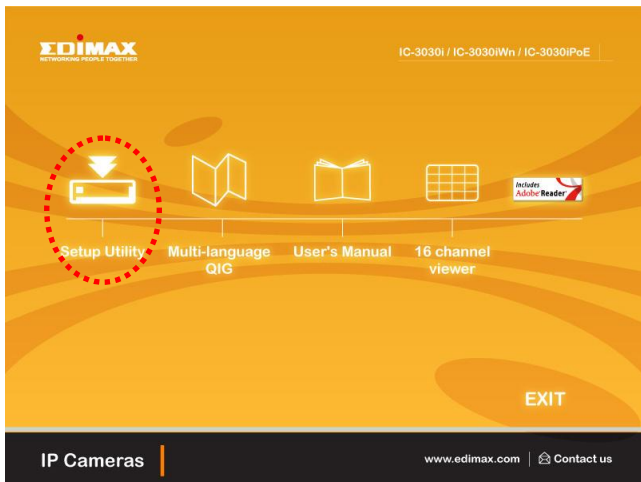 EDIMAX
NETWORKING PEOPLE TOGETHER
IC-3030i / IC-3030iWn / IC-3030iPoE
Includes
Adobe Reader
Setup Utility
Multi-language
QIG
User's Manual
16 channel
viewer
EXIT
IP Cameras
www.edimax.com
Contact us